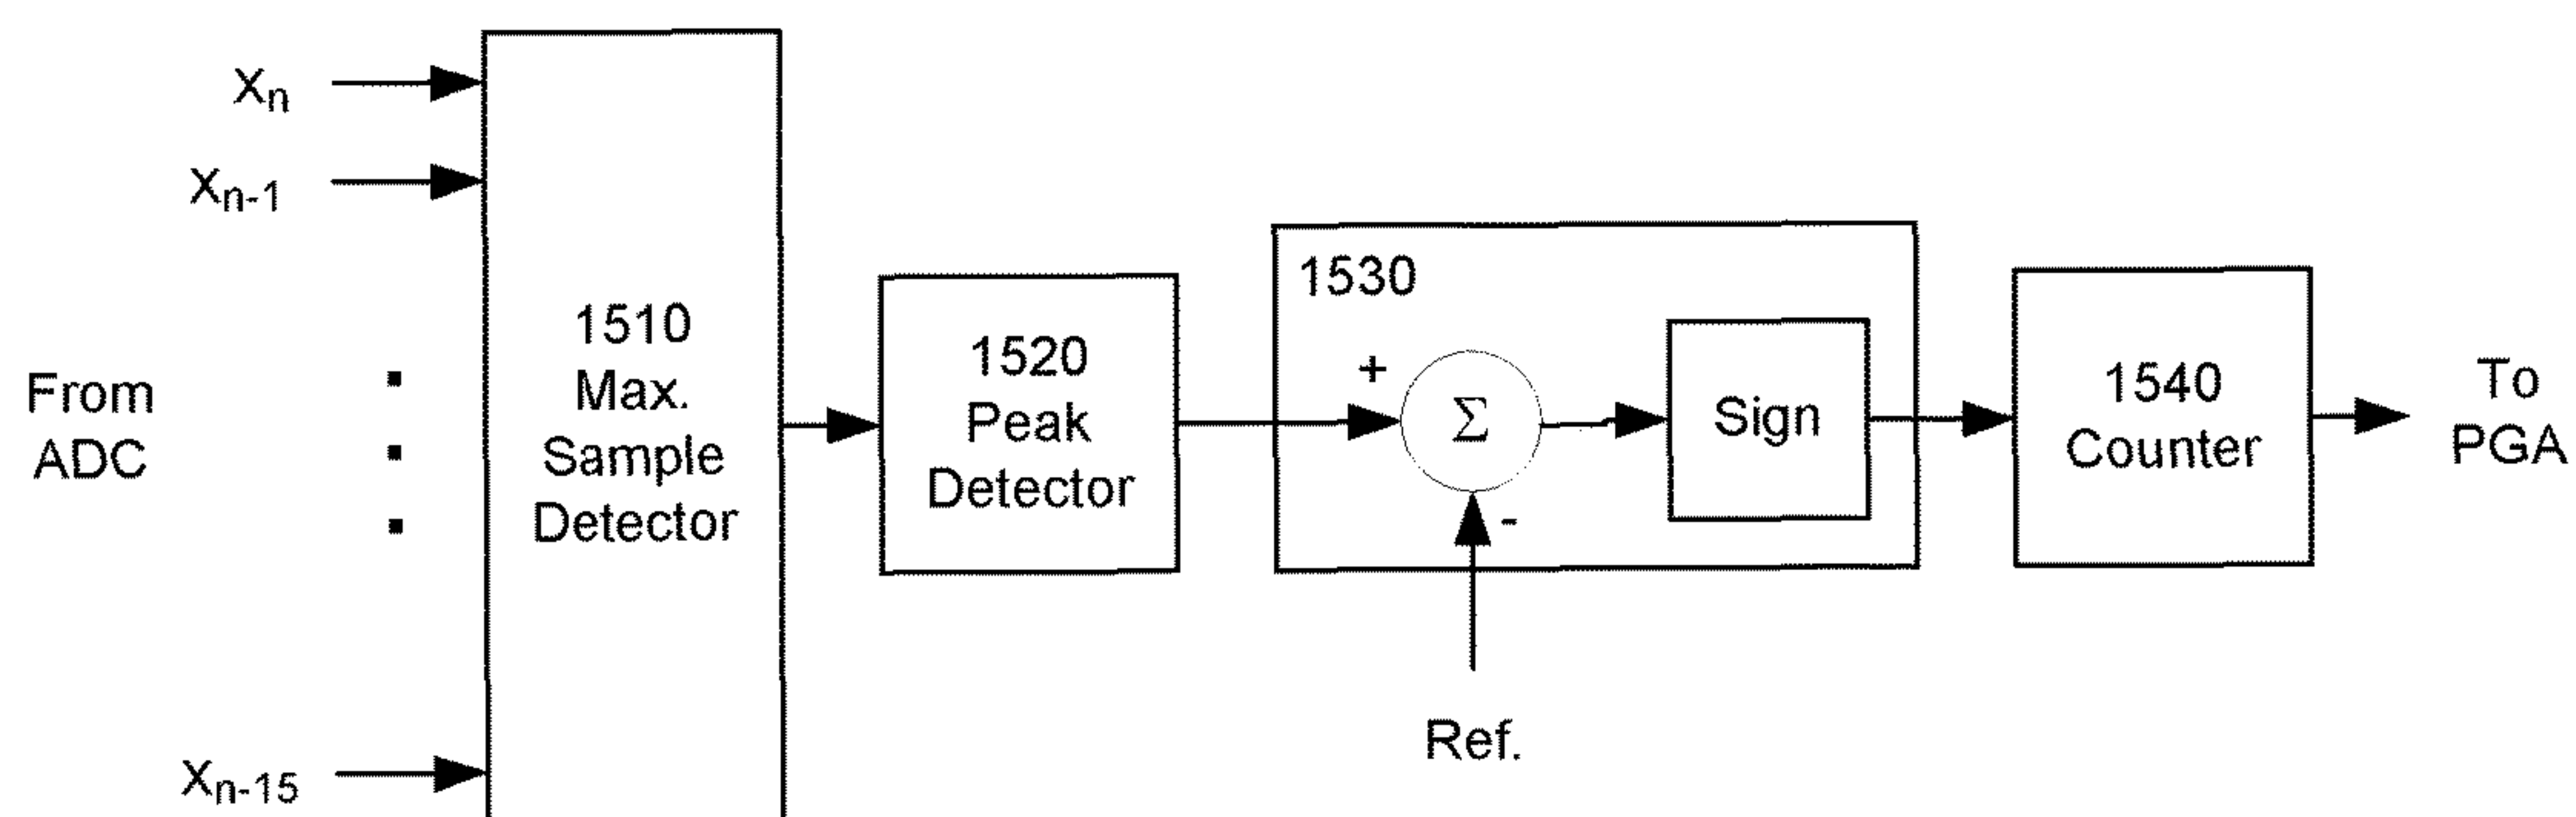 Xn
Xn-1
From
ADC
Xn-15
1510
Max.
Sample
Detector
1520
Peak
Detector
1530
+
Σ
-
Ref.
Sign
1540
Counter
To
PGA